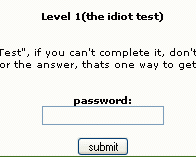 Level 1(the idiot test)
Test", if you can't complete it, don't
or the answer, thats one way to get
password:
submit